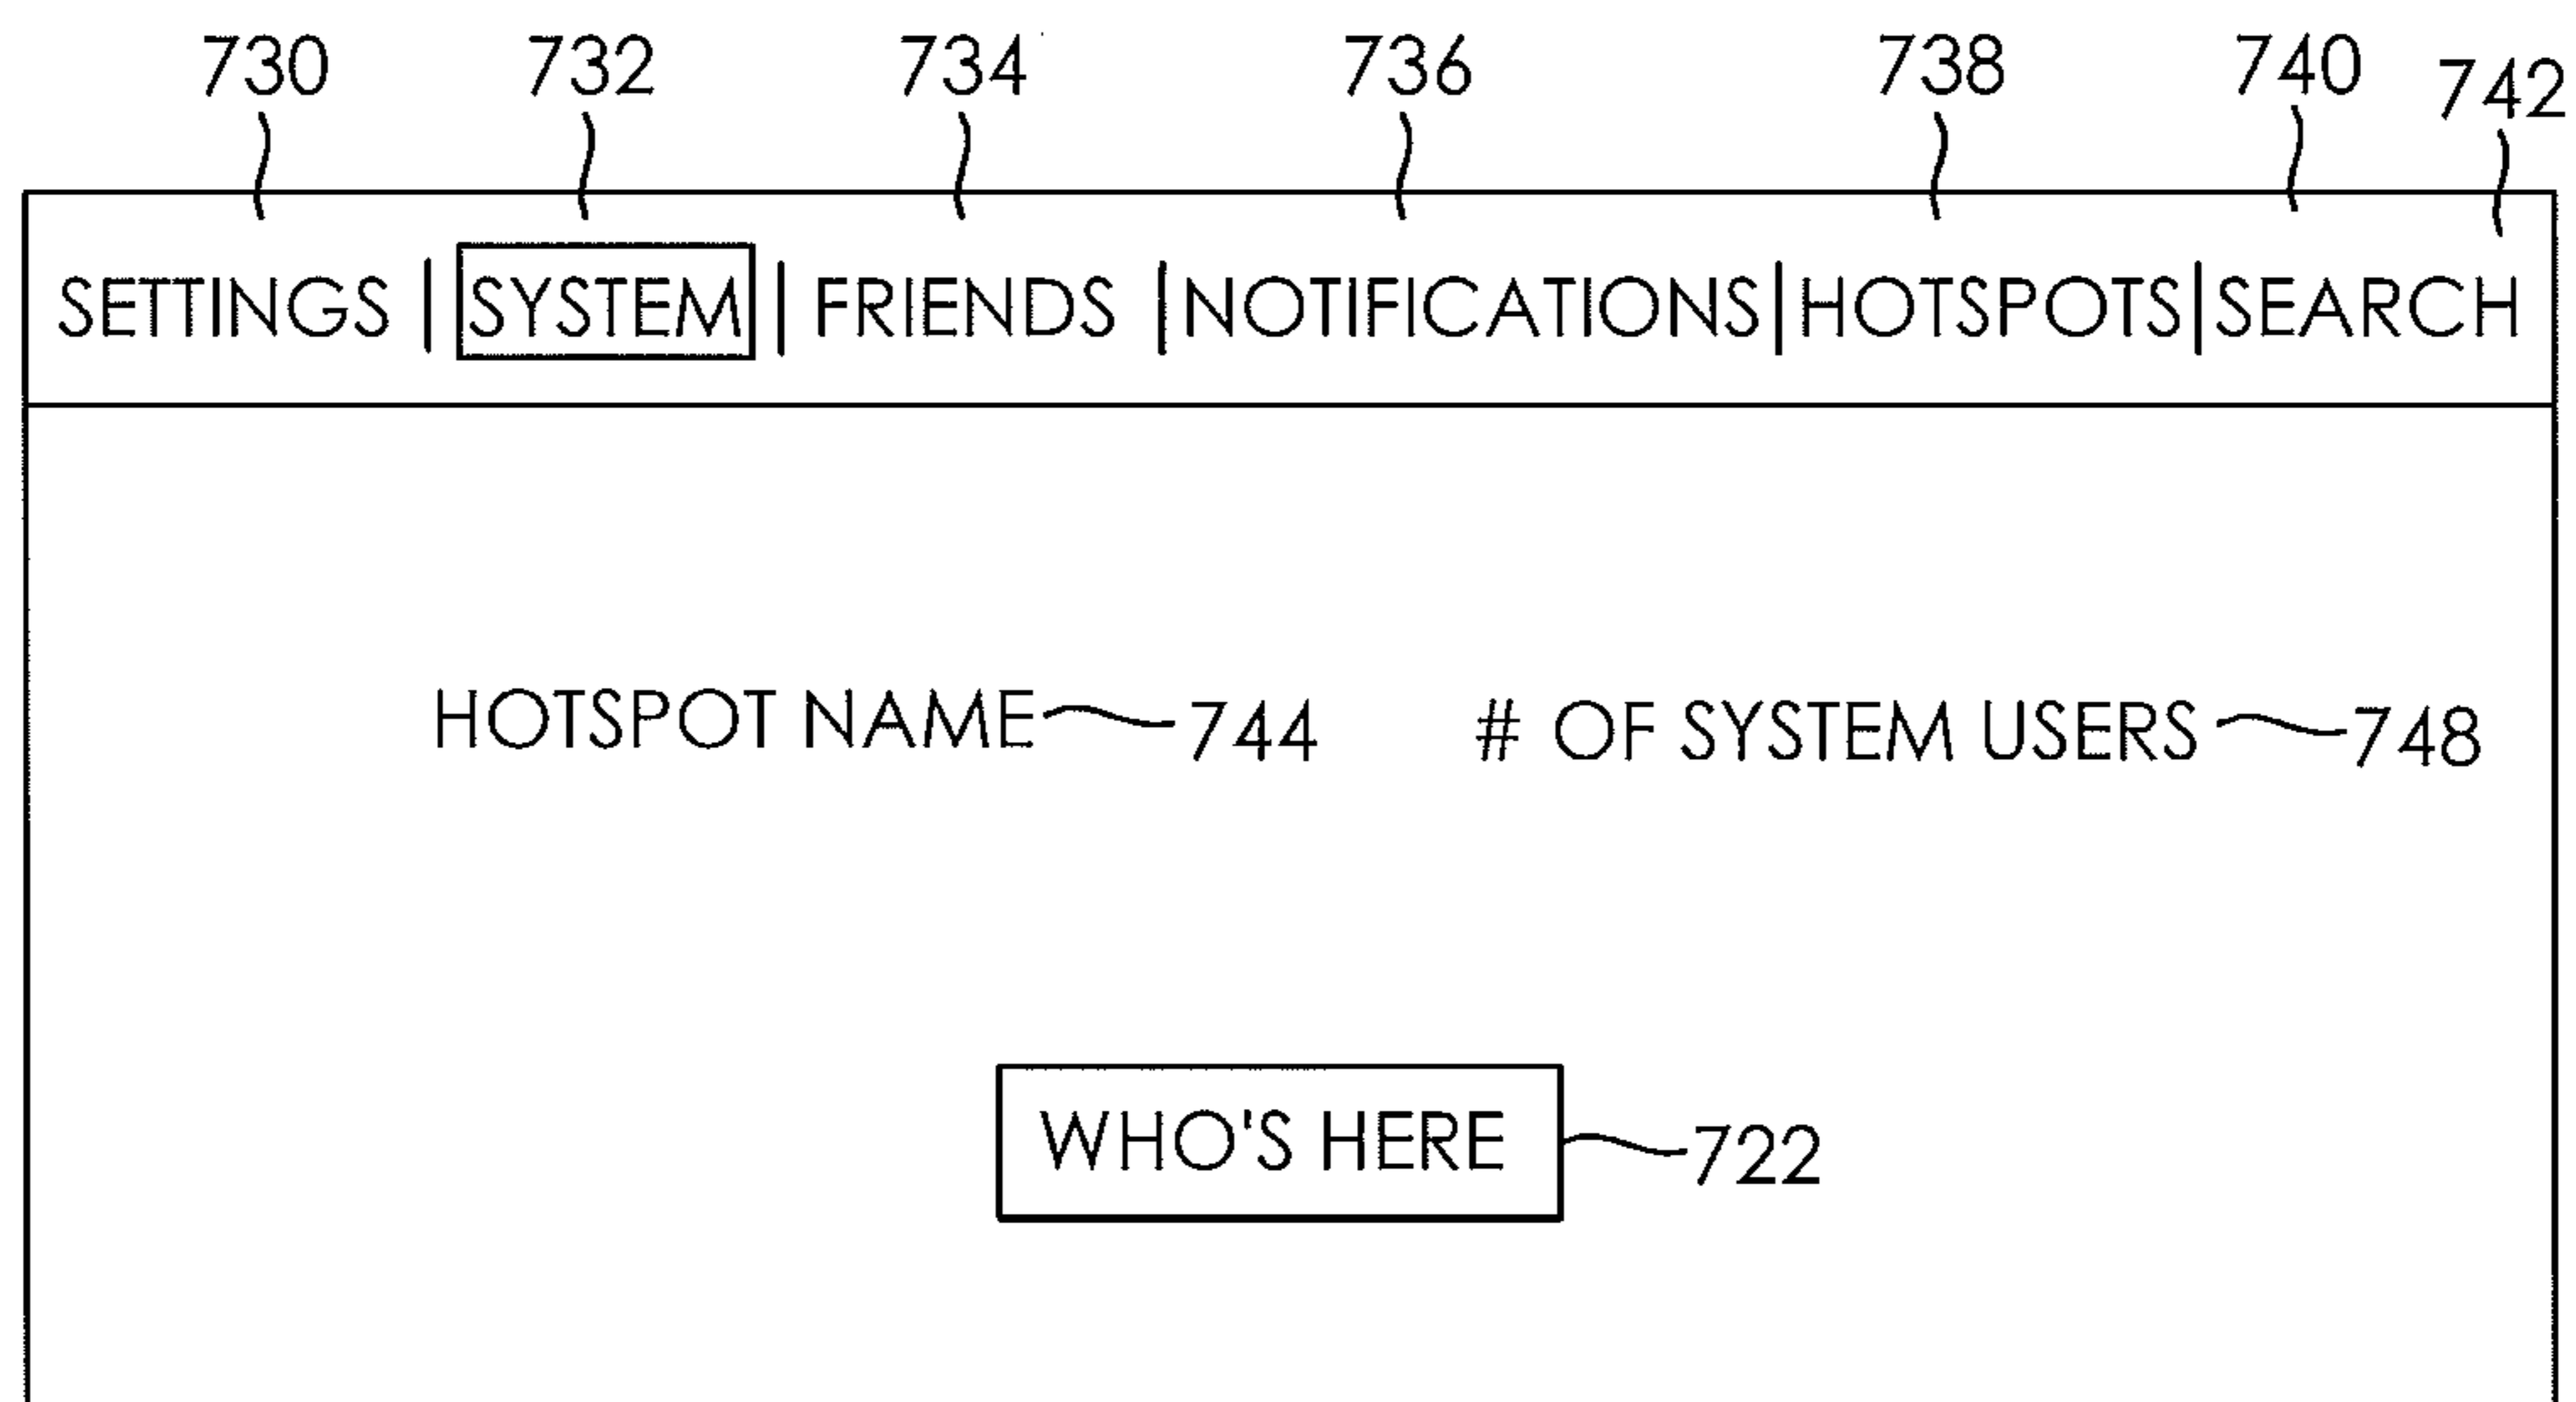 730 732 734 736 738 740 742
SETTINGS | SYSTEM | FRIENDS | NOTIFICATIONS | HOTSPOTS | SEARCH
HOTSPOT NAME 744 # OF SYSTEM USERS 748
WHO'S HERE 722